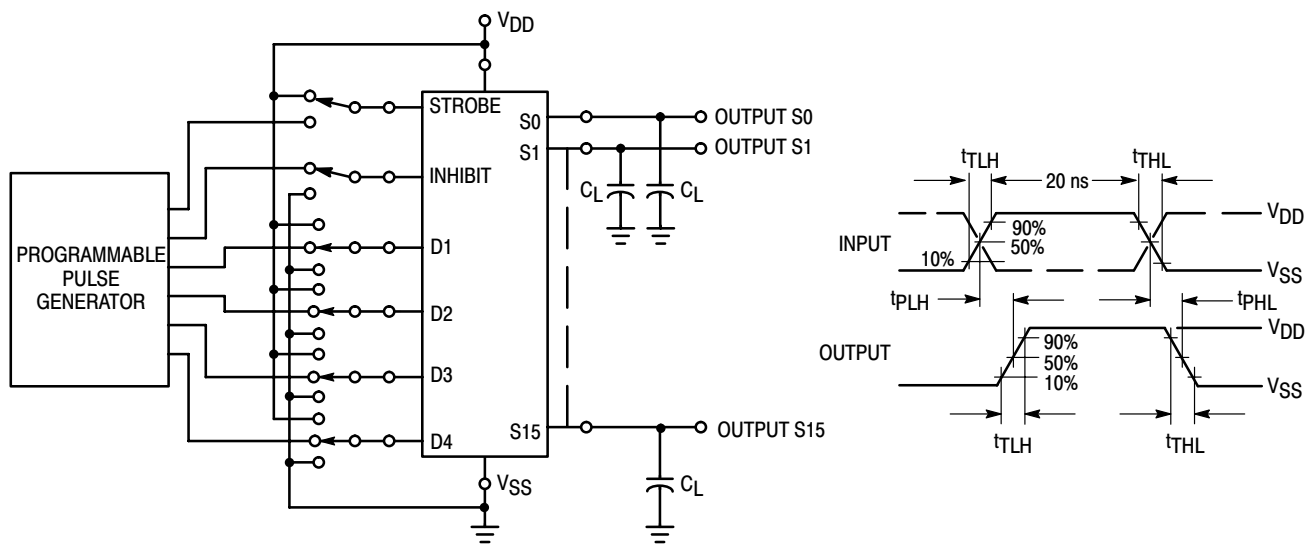 VDD
STROBE
S0
OUTPUT S0
S1
OUTPUT S1
INHIBIT
CL
CL
PROGRAMMABLE
PULSE
GENERATOR
D1
D2
D3
D4
S15
OUTPUT S15
VSS
CL
tTLH
tTHL
20 ns
VDD
INPUT
90%
50%
10%
VSS
tPLH
tPHL
VDD
OUTPUT
90%
50%
10%
VSS
tTLH
tTHL